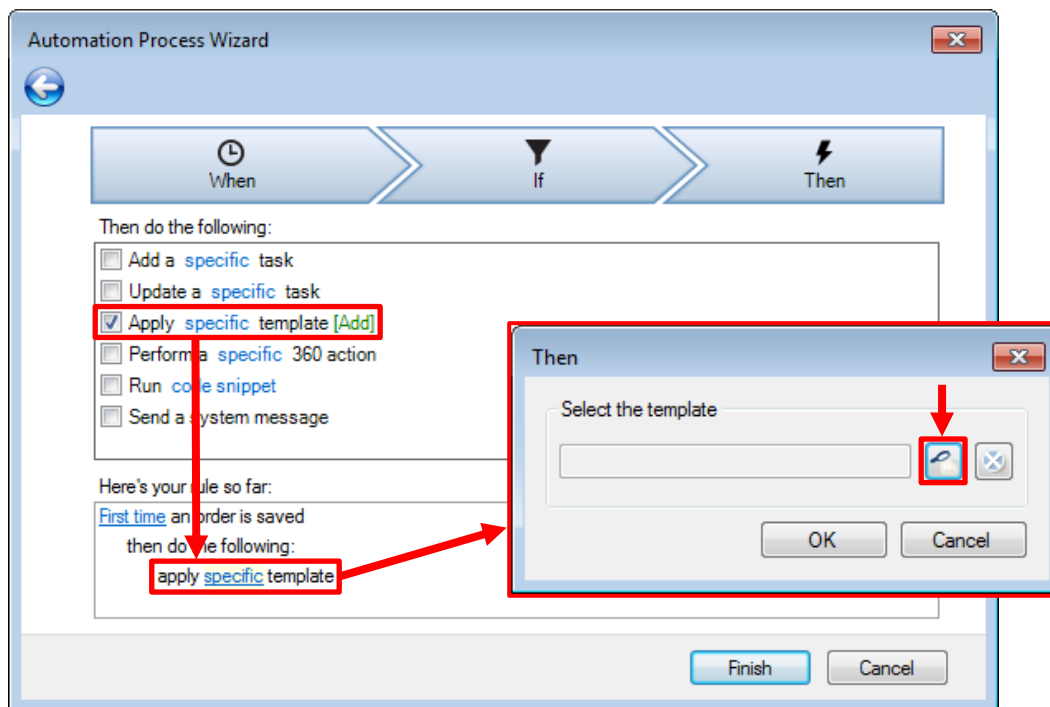 Automation Process Wizard
When
If
Then
Then do the following:
Add a specific task
Update a specific task
Apply specific template [Add]
Perform a specific 360 action
Run code snippet
Send a system message
Here's your rule so far:
First time an order is saved
then do the following:
apply specific template
Finish
Cancel
Then
Select the template
OK
Cancel